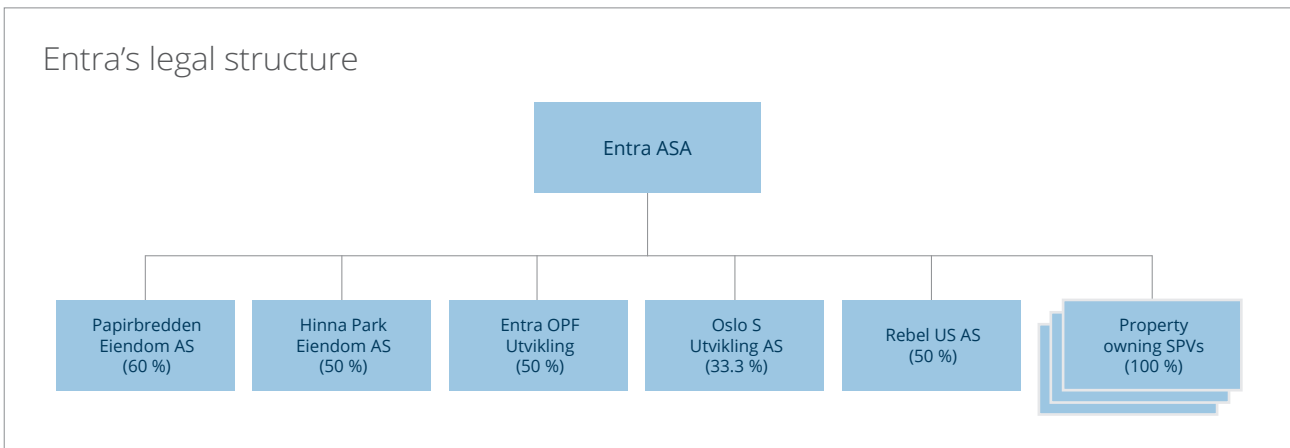 Entra’s legal structure
Entra ASA
Papirbredden
Eiendom AS
(60 %)
Hinna Park
Eiendom AS
(50 %)
Entra OPF
Utvikling
(50 %)
Oslo S
Utvikling AS
(33.3 %)
Rebel US AS
(50 %)
Property
owning SPVs
(100 %)